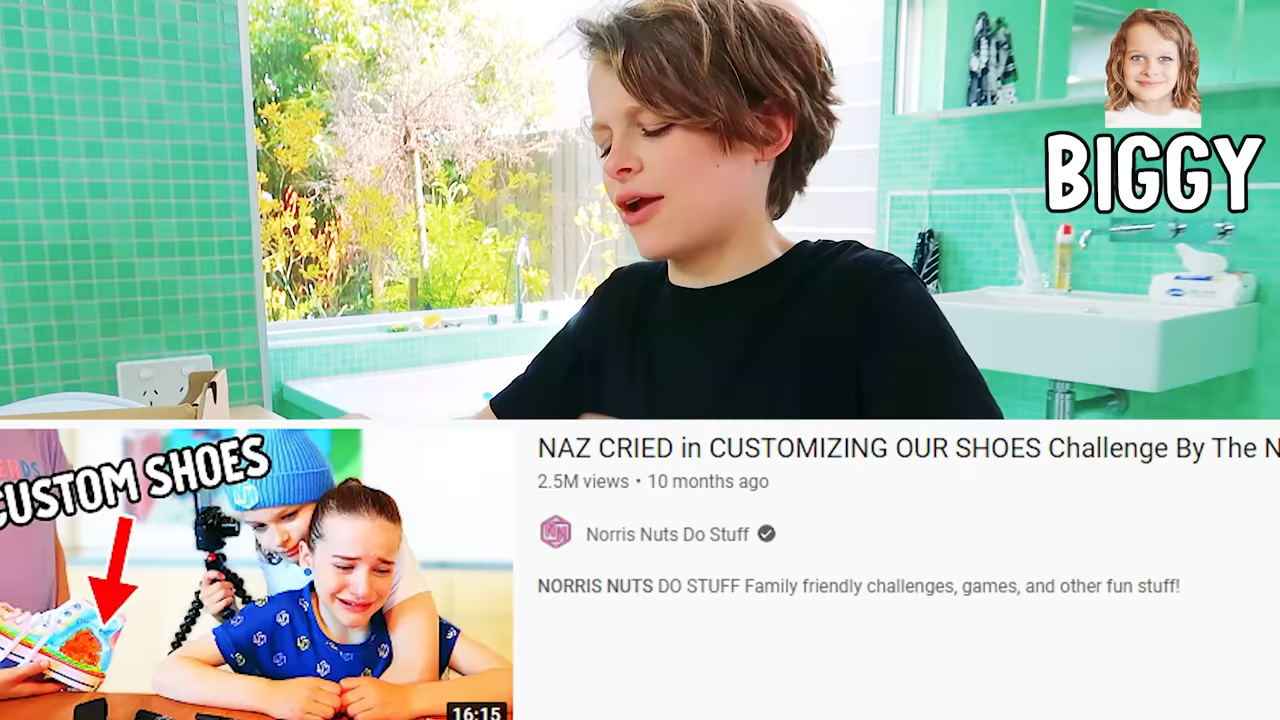 BIGGY
CUSTOM SHOES
NAZ CRIED in CUSTOMIZING OUR SHOES Challenge By The N
2.5M views • 10 months ago
Norris Nuts Do Stuff
NORRIS NUTS DO STUFF Family friendly challenges, games, and other fun stuff!
16:15